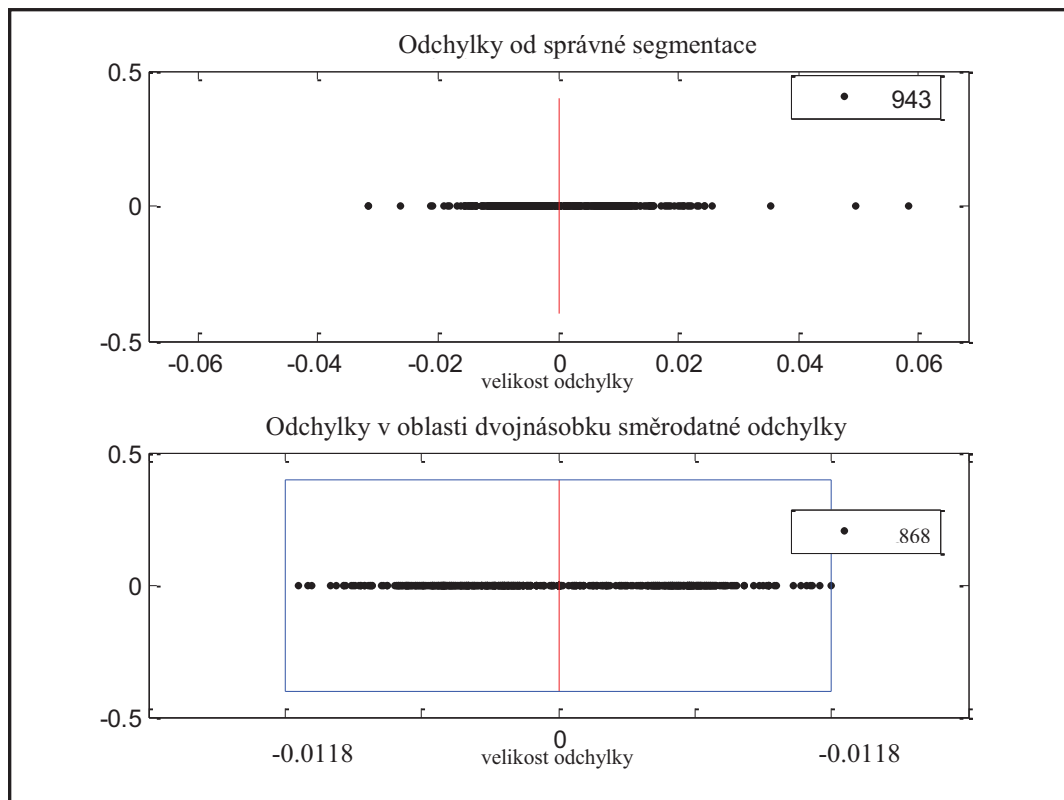 Odchylky od správné segmentace
0.5
943
0
-0.5
-0.06 -0.04 -0.02 0 0.02 0.04 0.06
velikost odchylky
Odchylky v oblasti dvojnásobku směrodatné odchylky
0.5
868
0
-0.5
-0.0118 0 -0.0118
velikost odchylky